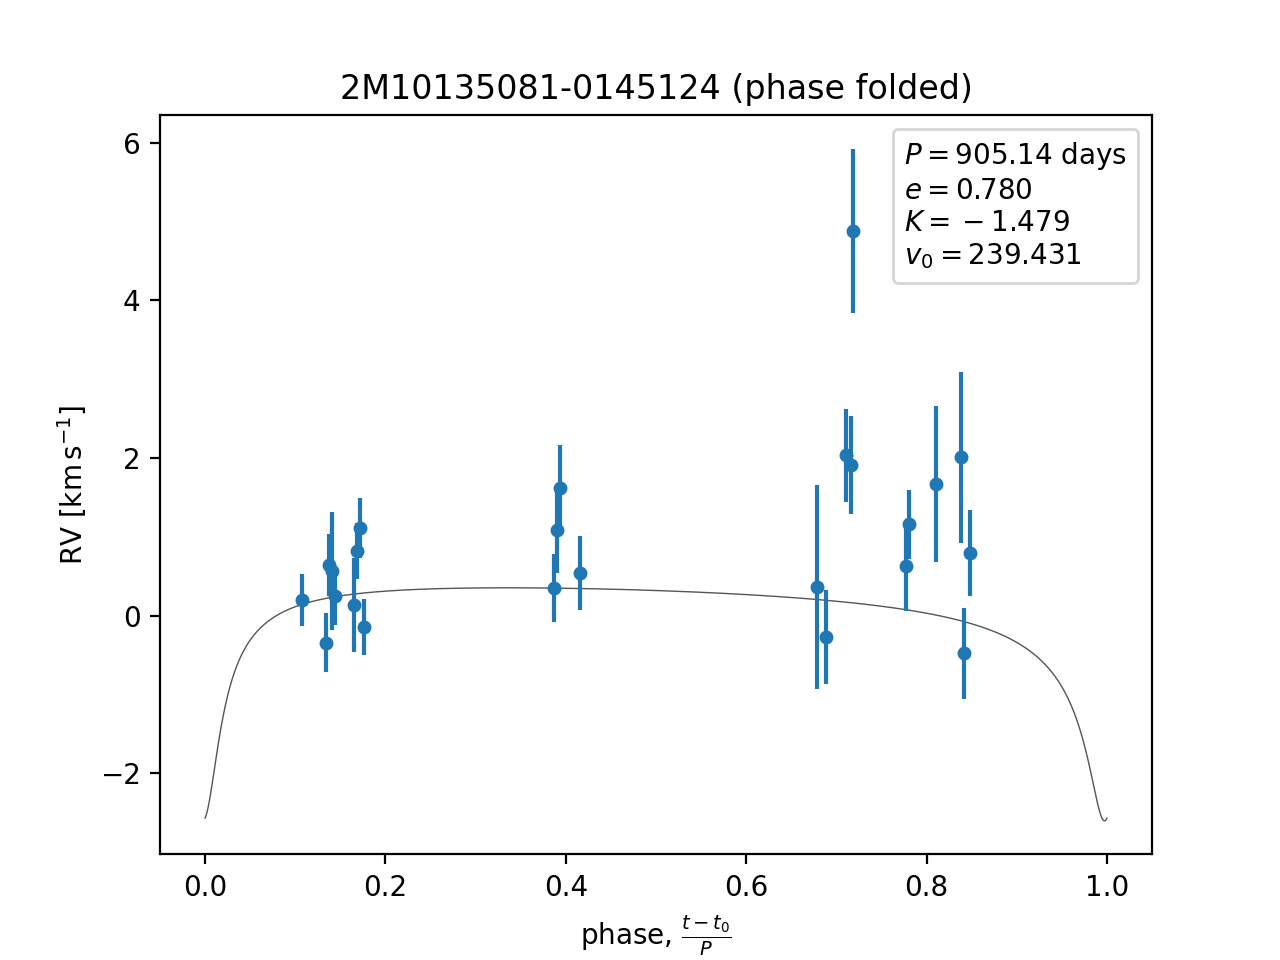 2M10135081-0145124 (phase folded)
P = 905.14 days
e = 0.780
K = −1.479
v₀ = 239.431
RV [km s⁻¹]
6
4
2
0
−2
0.0 0.2 0.4 0.6 0.8 1.0
phase, (t − t₀)/P